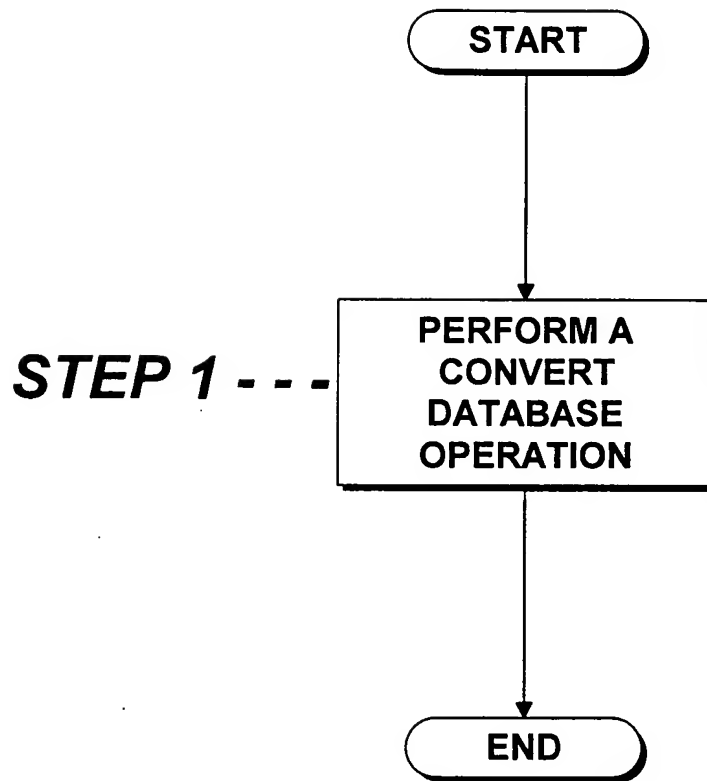 START
STEP 1 - - -
PERFORM A
CONVERT
DATABASE
OPERATION
END